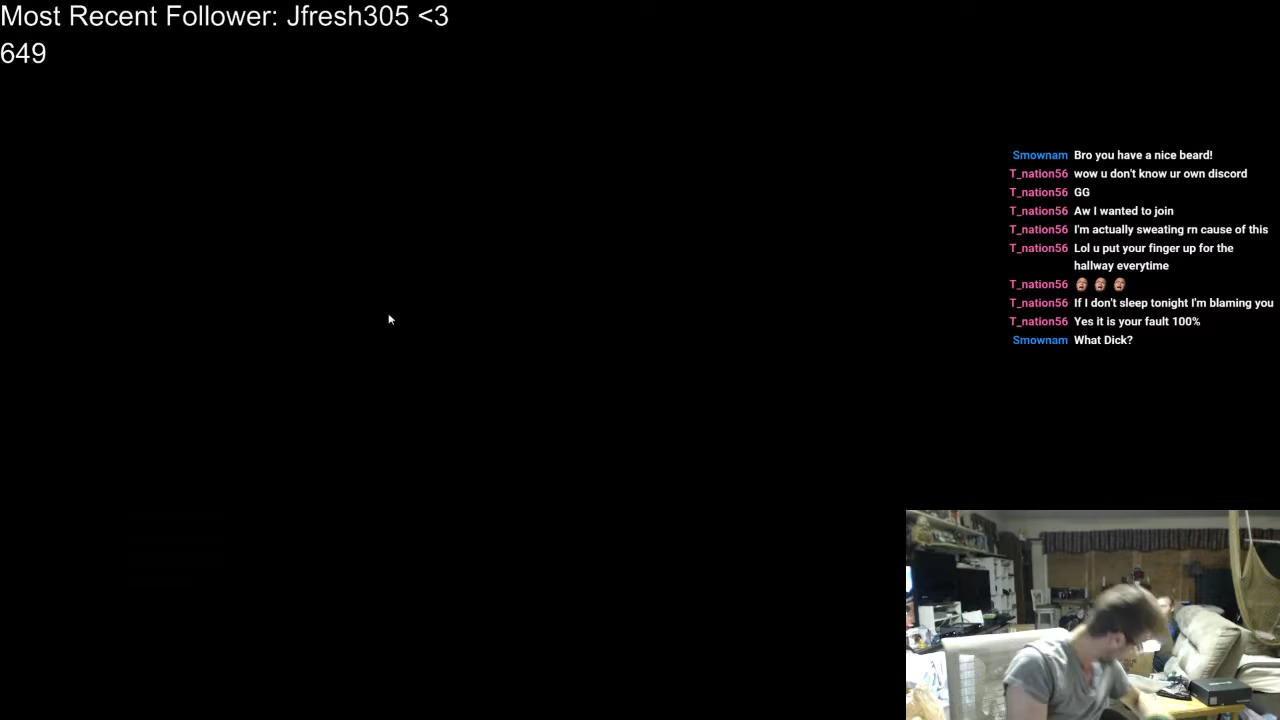 Most Recent Follower: Jfresh305 <3
649
Smownam Bro you have a nice beard!
T_nation56 wow u don't know ur own discord
T_nation56 GG
T_nation56 Aw I wanted to join
T_nation56 I'm actually sweating rn cause of this
T_nation56 Lol u put your finger up for the
hallway everytime
T_nation56
T_nation56 If I don't sleep tonight I'm blaming you
T_nation56 Yes it is your fault 100%
Smownam What Dick?